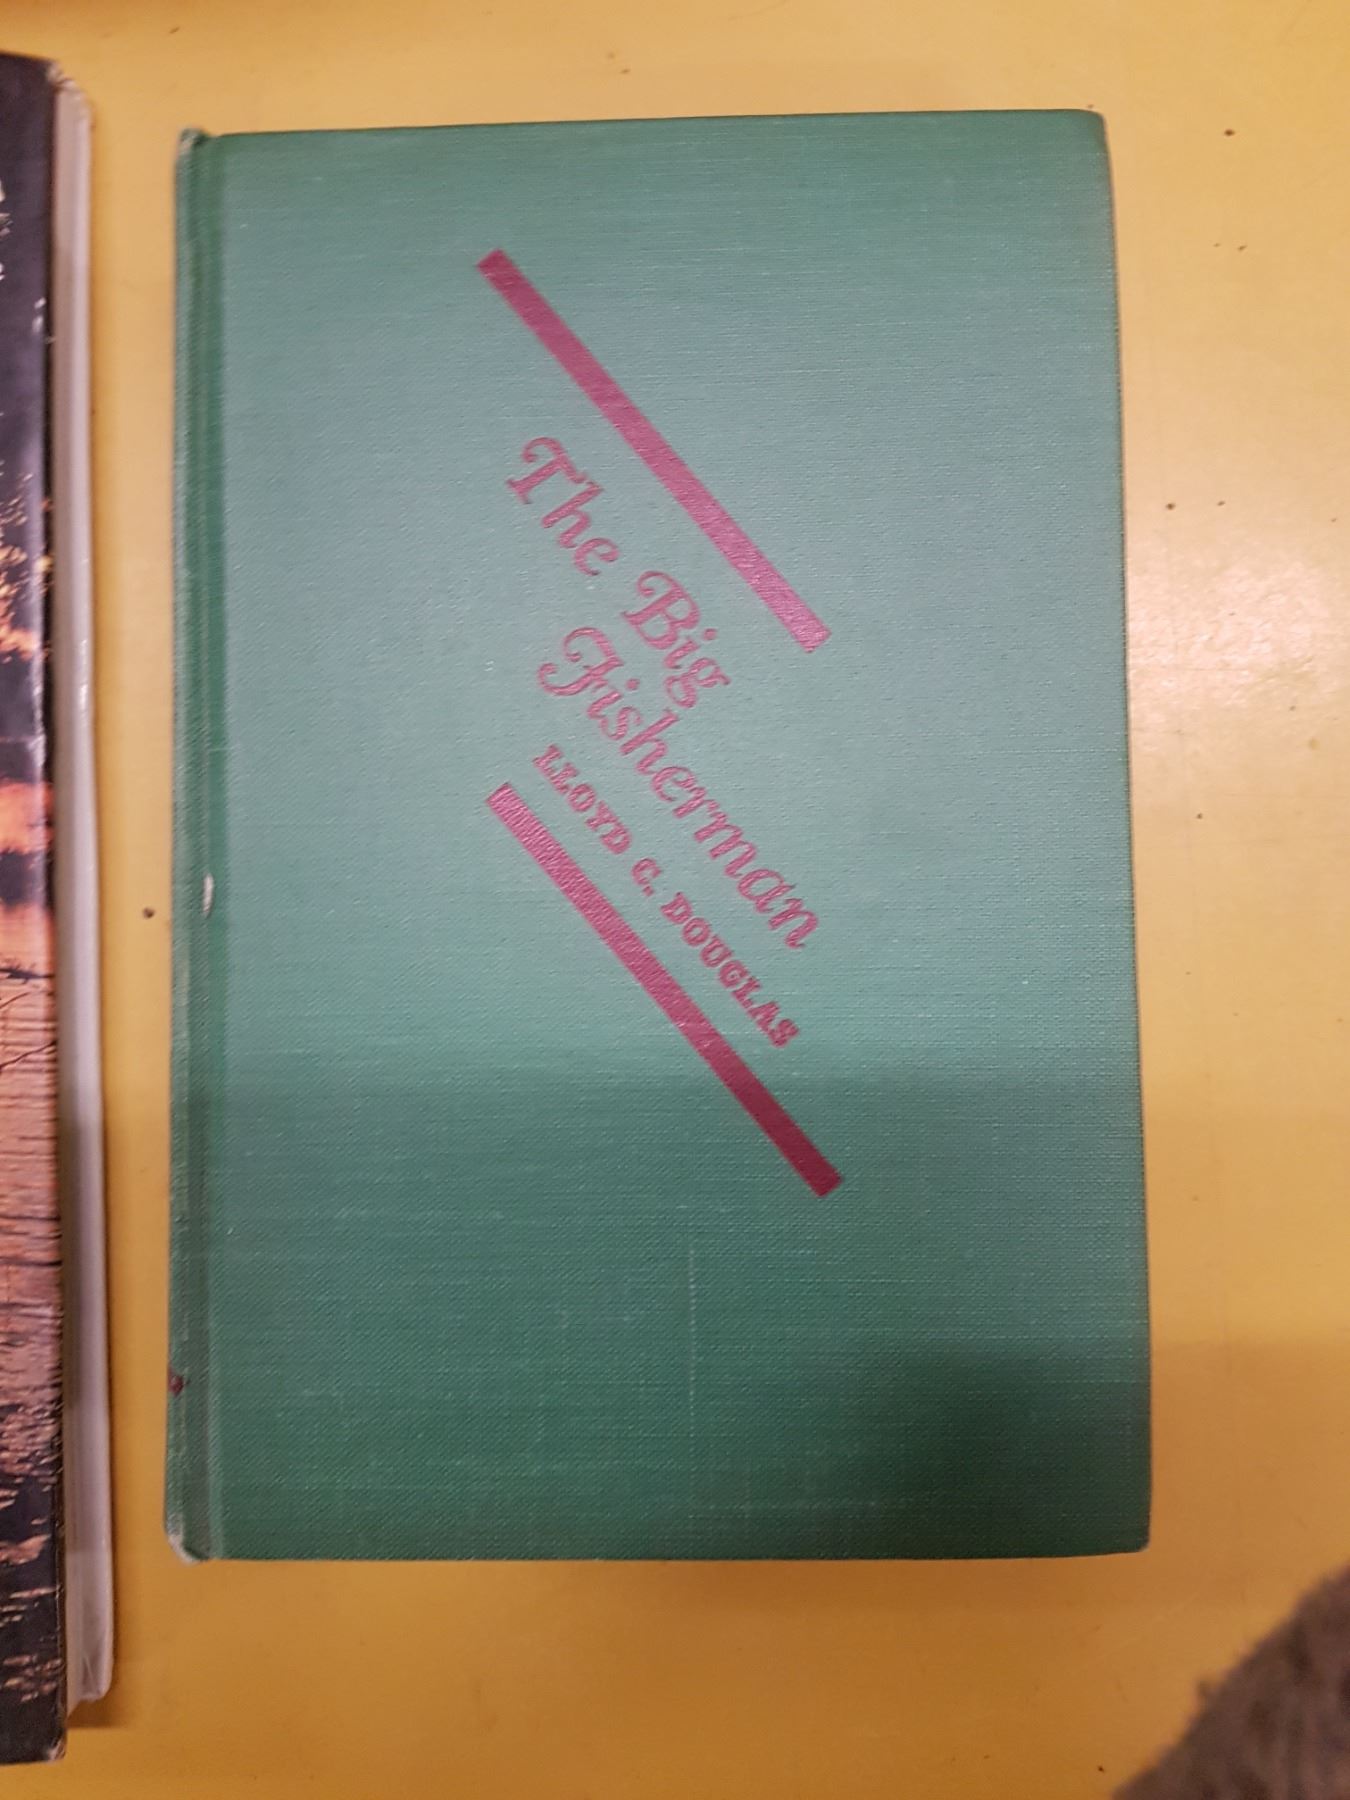 The Big
Fisherman
LLOYD C. DOUGLAS